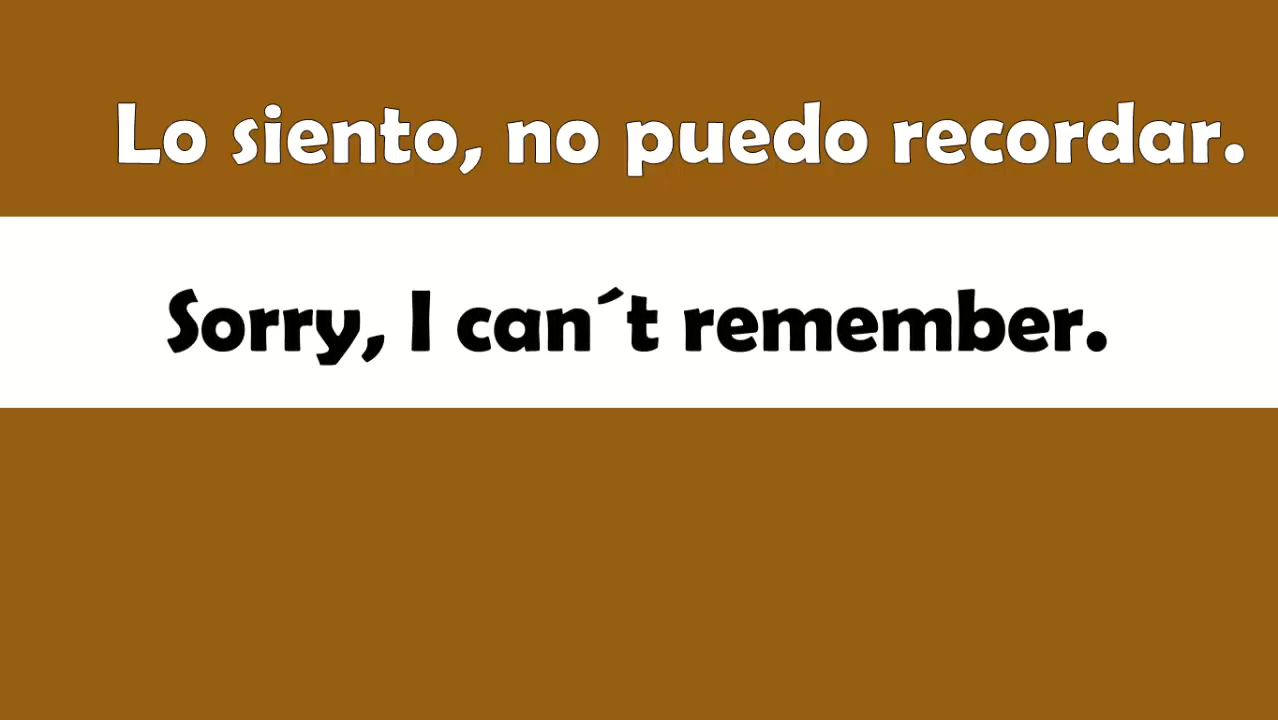 Lo siento, no puedo recordar.
Sorry, I can´t remember.